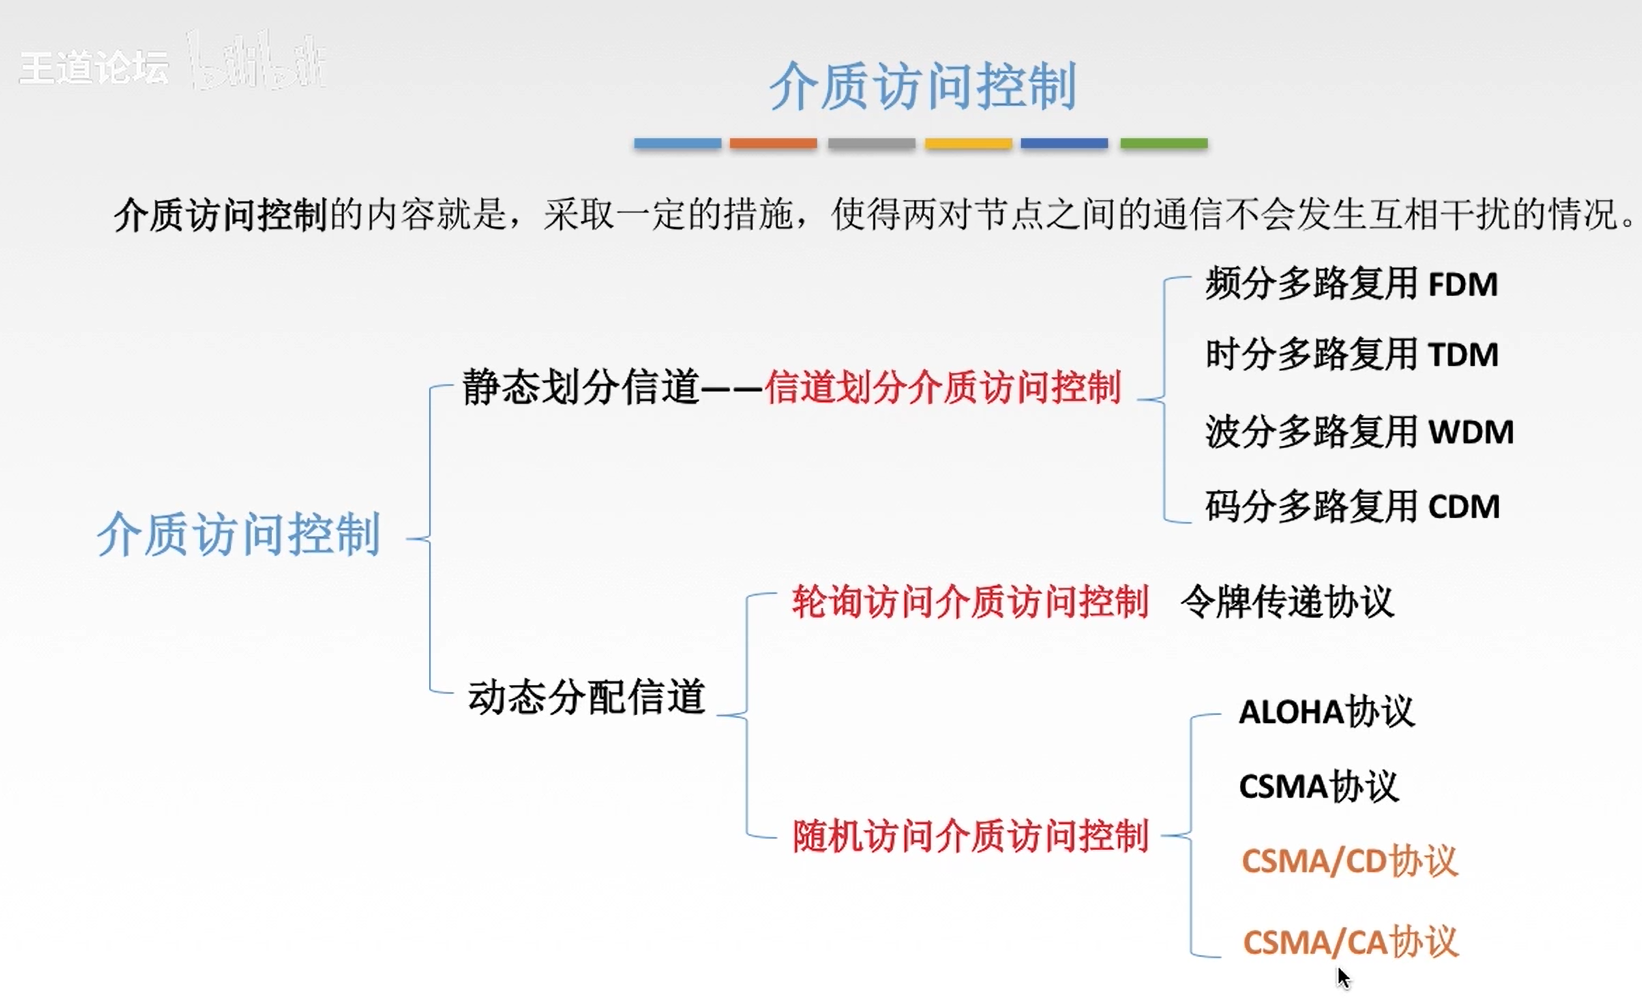 王道论坛 bilibili
介质访问控制
介质访问控制的内容就是，采取一定的措施，使得两对节点之间的通信不会发生互相干扰的情况。
频分多路复用 FDM
时分多路复用 TDM
静态划分信道——信道划分介质访问控制
波分多路复用 WDM
码分多路复用 CDM
介质访问控制
轮询访问介质访问控制 令牌传递协议
动态分配信道
ALOHA协议
CSMA协议
随机访问介质访问控制
CSMA/CD协议
CSMA/CA协议